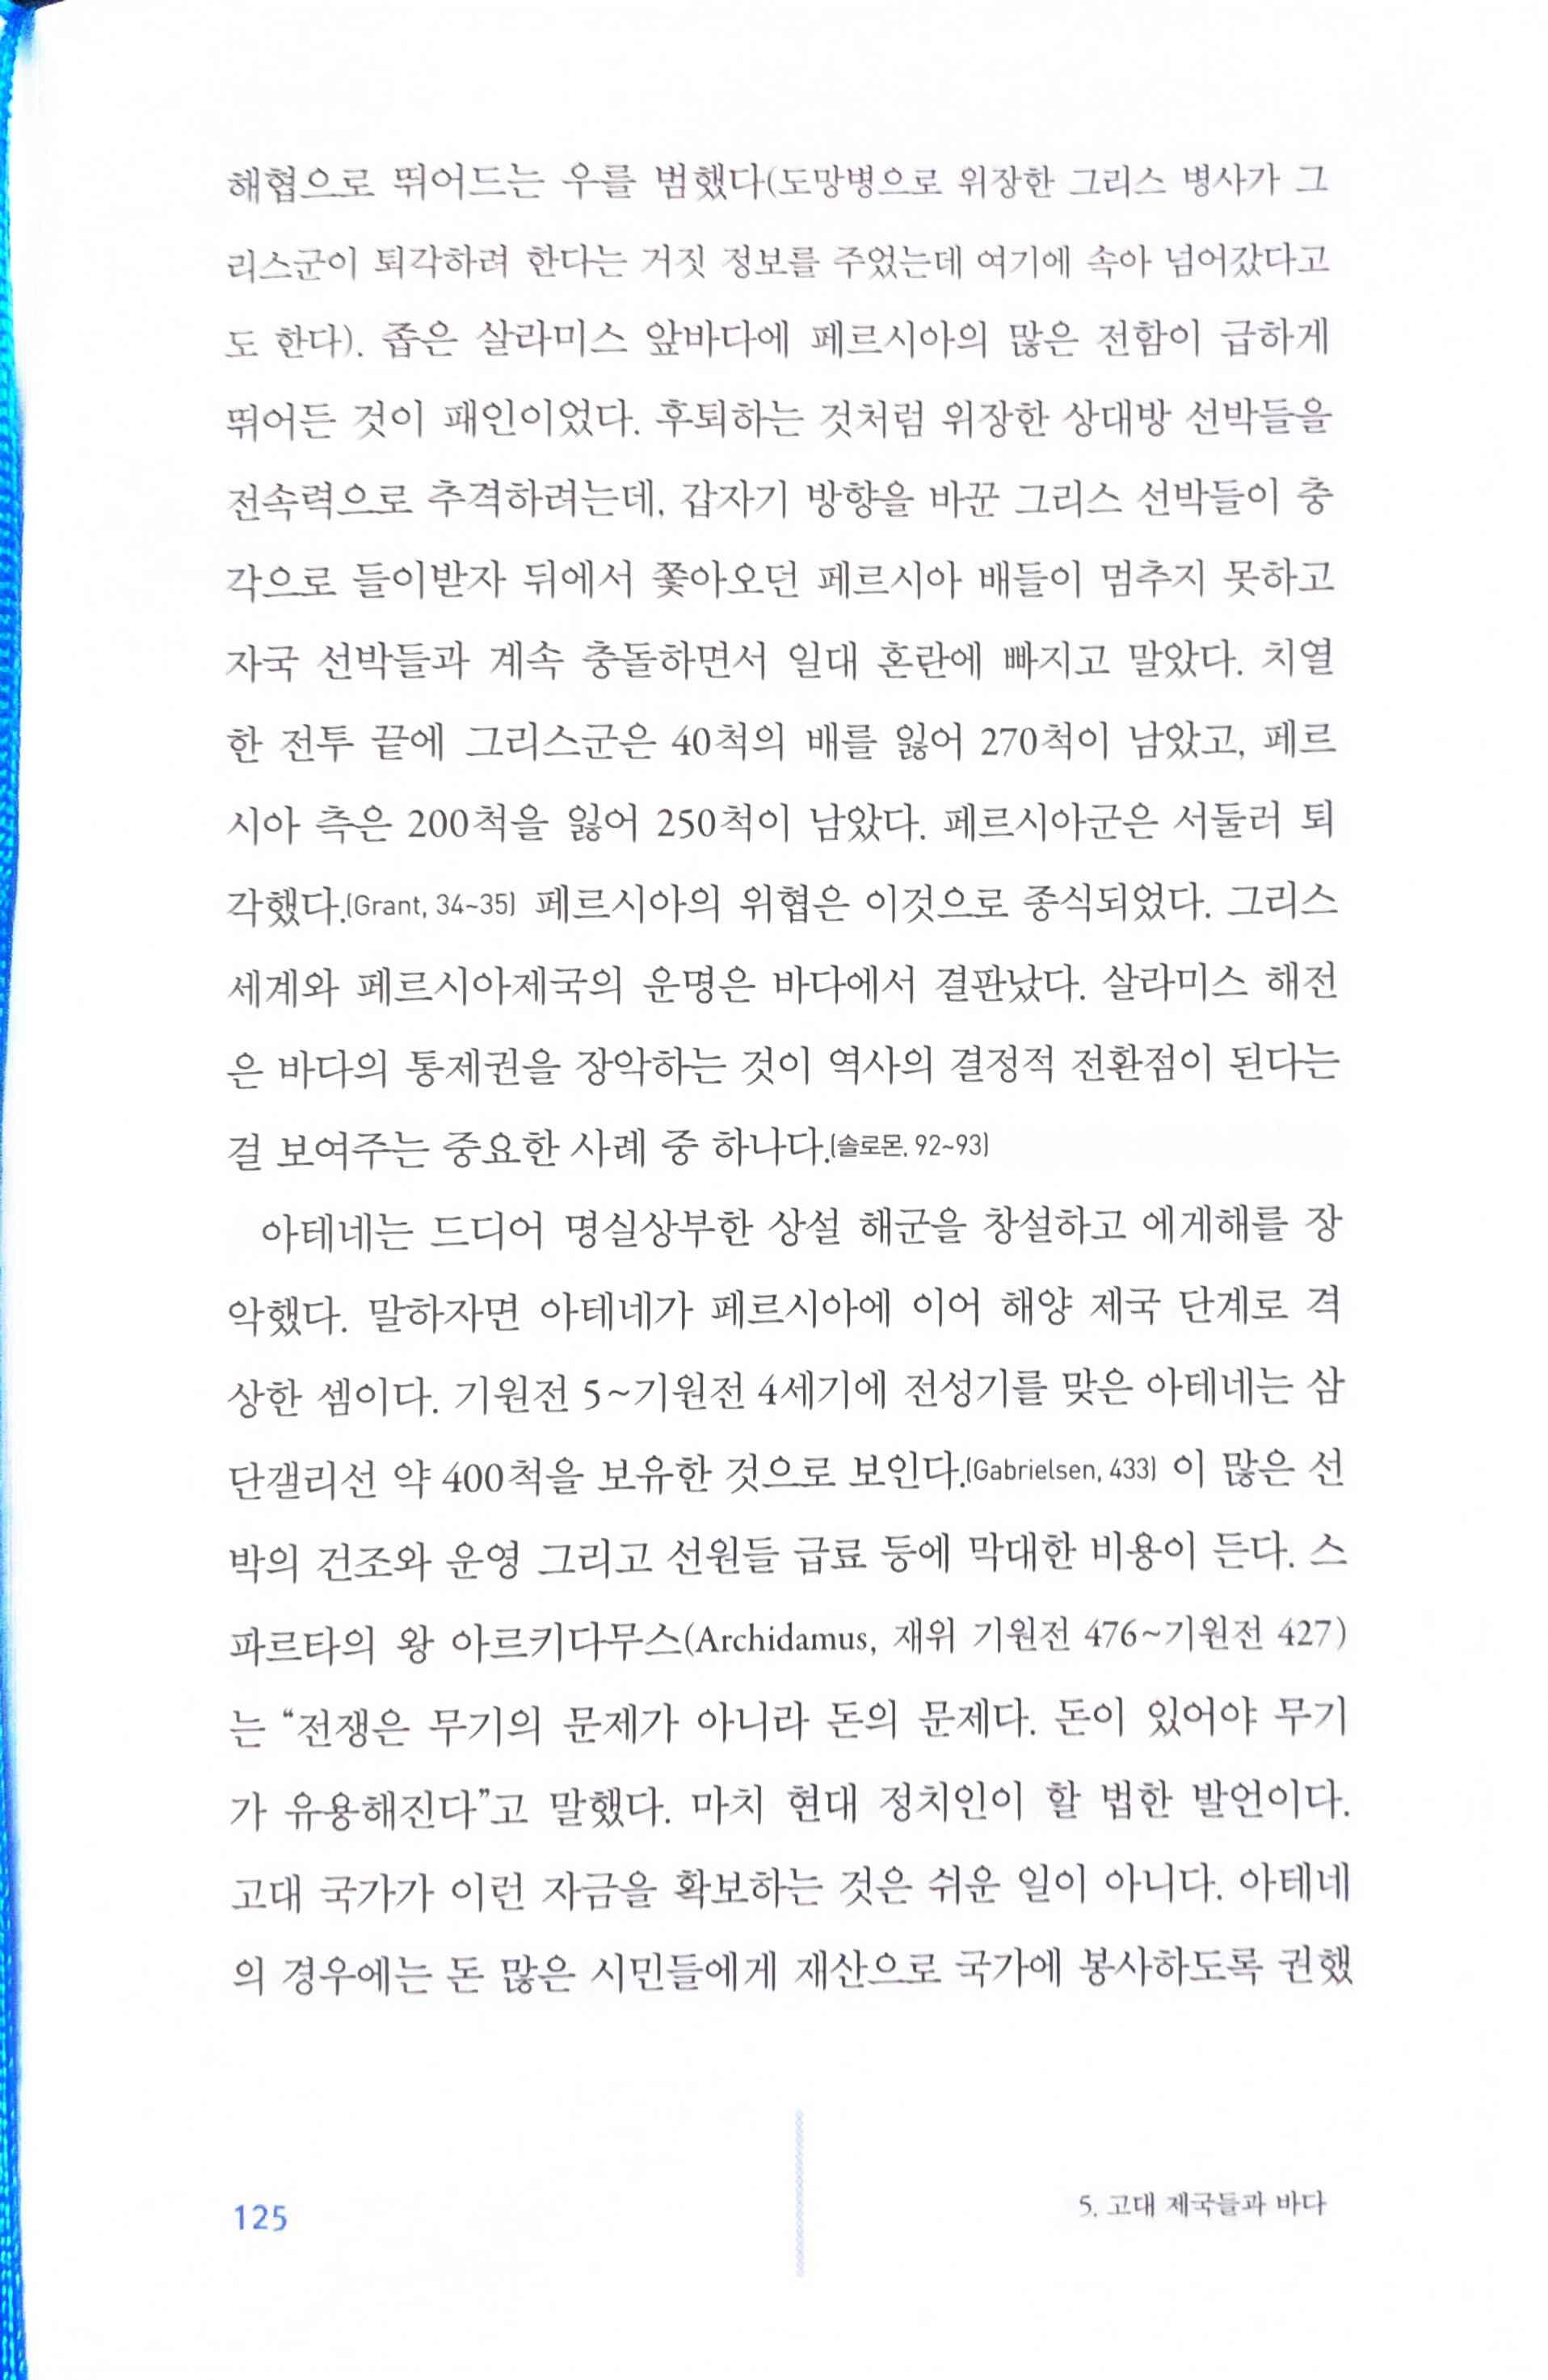 해협으로 뛰어드는 우를 범했다(도망병으로 위장한 그리스 병사가 그
리스군이 퇴각하려 한다는 거짓 정보를 주었는데 여기에 속아 넘어갔다고
도 한다). 좁은 살라미스 앞바다에 페르시아의 많은 전함이 급하게
뛰어든 것이 패인이었다. 후퇴하는 것처럼 위장한 상대방 선박들을
전속력으로 추격하려는데, 갑자기 방향을 바꾼 그리스 선박들이 충
각으로 들이받자 뒤에서 쫓아오던 페르시아 배들이 멈추지 못하고
자국 선박들과 계속 충돌하면서 일대 혼란에 빠지고 말았다. 치열
한 전투 끝에 그리스군은 40척의 배를 잃어 270척이 남았고, 페르
시아 측은 200척을 잃어 250척이 남았다. 페르시아군은 서둘러 퇴
각했다.(Grant, 34~35) 페르시아의 위협은 이것으로 종식되었다. 그리스
세계와 페르시아제국의 운명은 바다에서 결판났다. 살라미스 해전
은 바다의 통제권을 장악하는 것이 역사의 결정적 전환점이 된다는
걸 보여주는 중요한 사례 중 하나다.(솔로몬, 92~93)
아테네는 드디어 명실상부한 상설 해군을 창설하고 에게해를 장
악했다. 말하자면 아테네가 페르시아에 이어 해양 제국 단계로 격
상한 셈이다. 기원전 5~기원전 4세기에 전성기를 맞은 아테네는 삼
단갤리선 약 400척을 보유한 것으로 보인다.(Gabrielsen, 433) 이 많은 선
박의 건조와 운영 그리고 선원들 급료 등에 막대한 비용이 든다. 스
파르타의 왕 아르키다무스(Archidamus, 재위 기원전 476~기원전 427)
는 “전쟁은 무기의 문제가 아니라 돈의 문제다. 돈이 있어야 무기
가 유용해진다”고 말했다. 마치 현대 정치인이 할 법한 발언이다.
고대 국가가 이런 자금을 확보하는 것은 쉬운 일이 아니다. 아테네
의 경우에는 돈 많은 시민들에게 재산으로 국가에 봉사하도록 권했
125
5. 고대 제국들과 바다